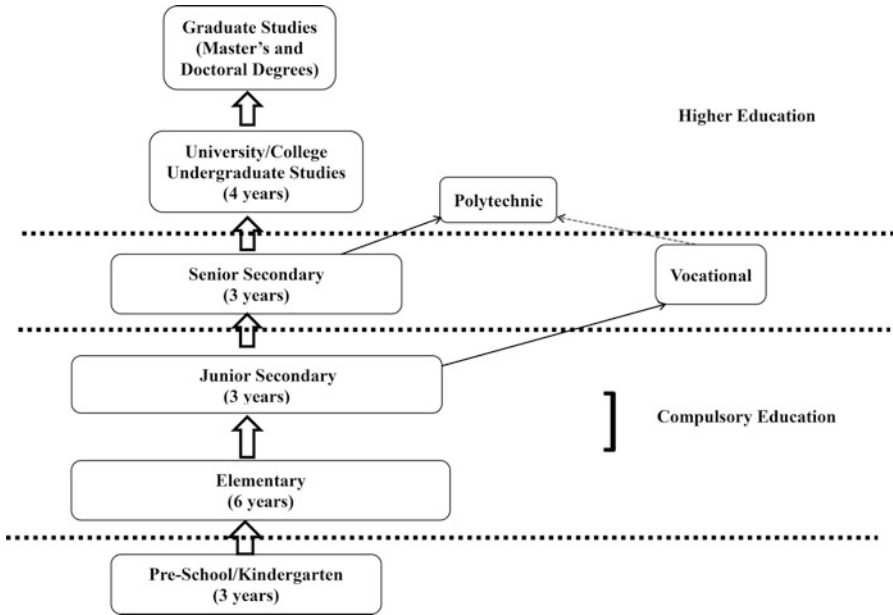 Graduate Studies
(Master's and
Doctoral Degrees)
Higher Education
University/College
Undergraduate Studies
(4 years)
Polytechnic
Senior Secondary
(3 years)
Vocational
Junior Secondary
(3 years)
Compulsory Education
Elementary
(6 years)
Pre-School/Kindergarten
(3 years)